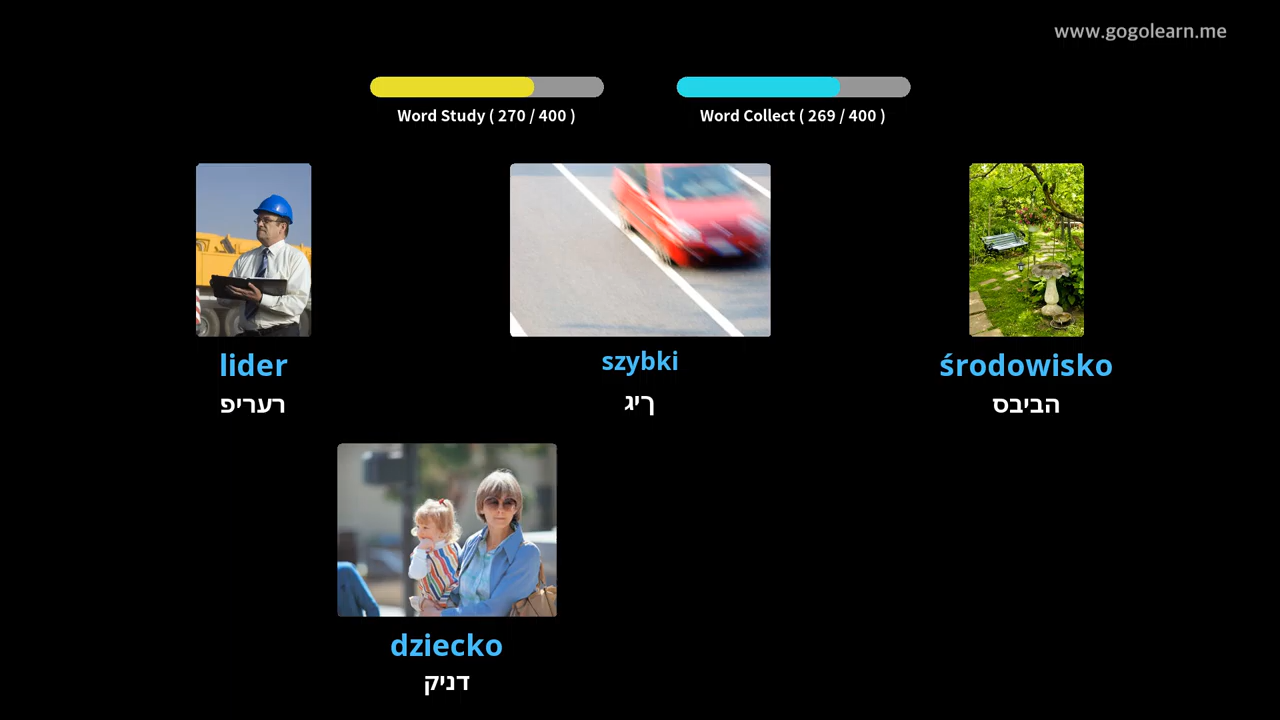 www.gogolearn.me
Word Study ( 270 / 400 )
Word Collect ( 269 / 400 )
lider
רעריפ
szybki
ךיג
środowisko
הביבס
dziecko
דניק